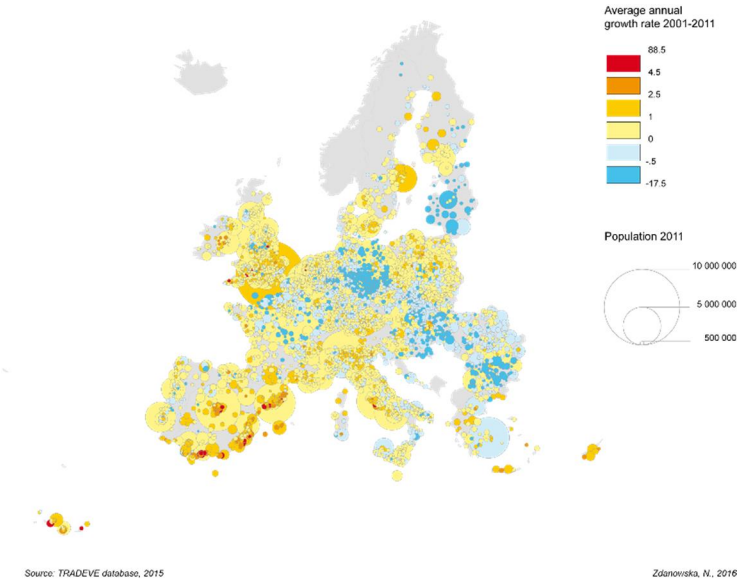 Average annual
growth rate 2001-2011
88.5
4.5
2.5
1
0
-.5
-17.5
Population 2011
10 000 000
5 000 000
500 000
Source: TRADEVE database, 2015
Zdanowska, N., 2016